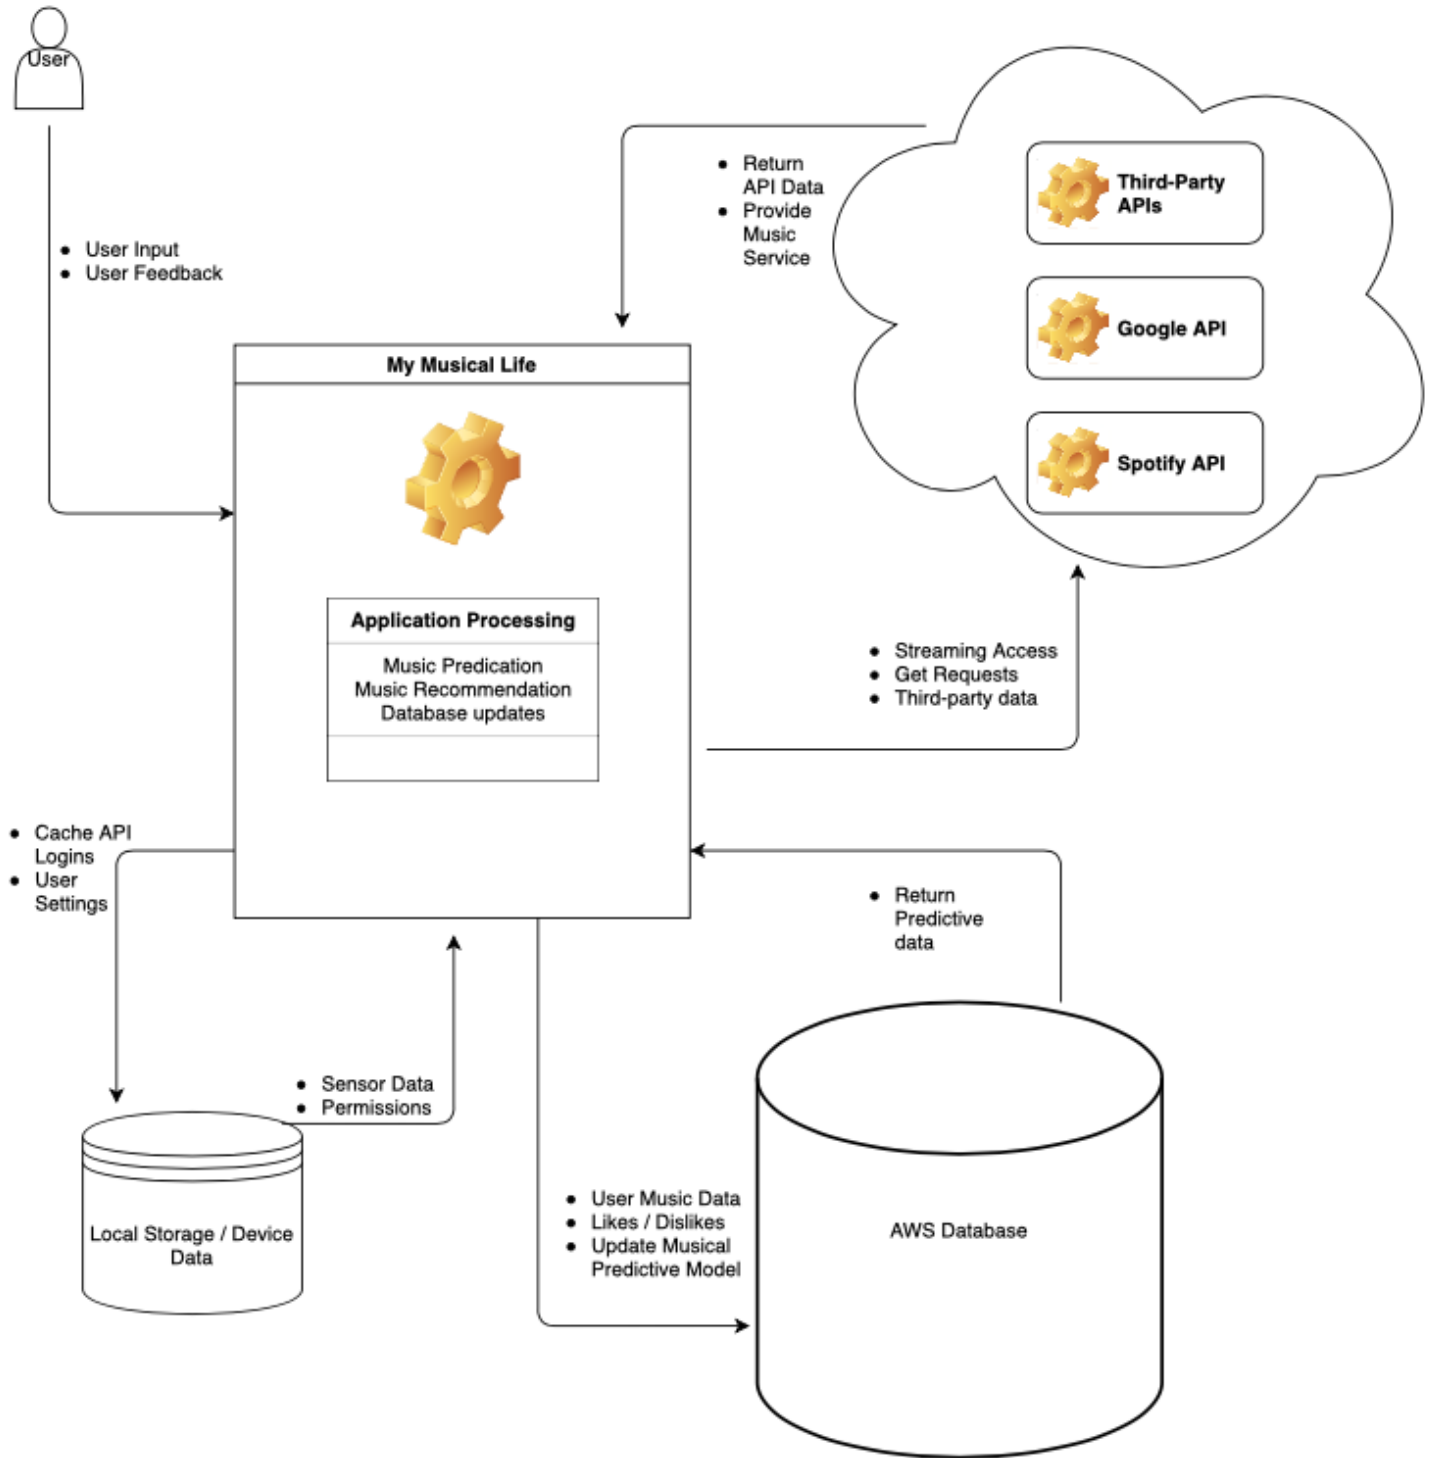 User
● User Input
● User Feedback
● Return
API Data
● Provide
Music
Service
Third-Party
APIs
Google API
Spotify API
My Musical Life
Application Processing
Music Predication
Music Recommendation
Database updates
● Streaming Access
● Get Requests
● Third-party data
● Cache API
Logins
● User
Settings
● Return
Predictive
data
● Sensor Data
● Permissions
Local Storage / Device
Data
● User Music Data
● Likes / Dislikes
● Update Musical
Predictive Model
AWS Database